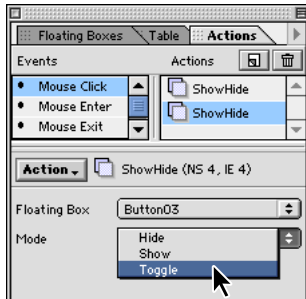 Floating Boxes Table Actions
Events Actions
Mouse Click ShowHide
Mouse Enter ShowHide
Mouse Exit
Action ShowHide (NS 4, IE 4)
Floating Box Button03
Mode Hide
Show
Toggle